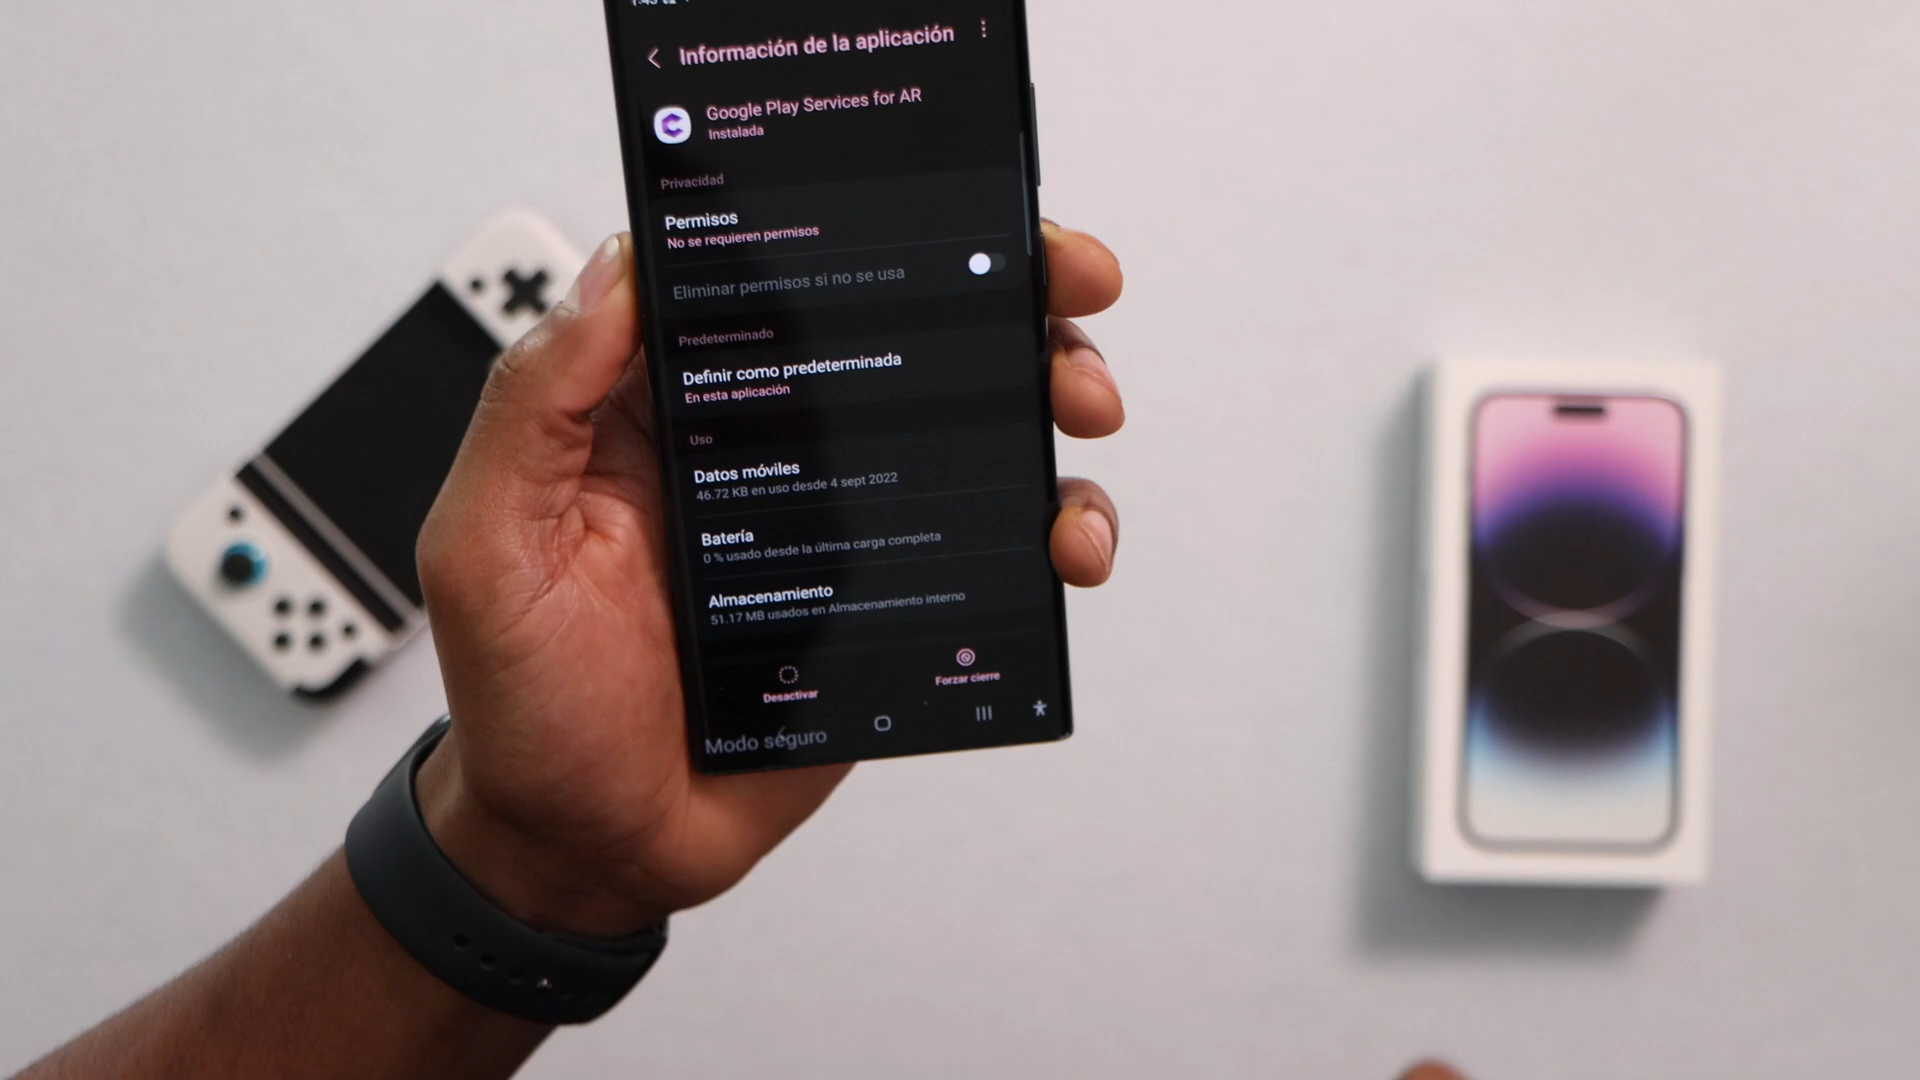 Información de la aplicación
Google Play Services for AR
Instalada
Privacidad
Permisos
No se requieren permisos
Eliminar permisos si no se usa
Predeterminado
Definir como predeterminada
En esta aplicación
Uso
Datos móviles
46.72 KB en uso desde 4 sept 2022
Batería
0 % usado desde la última carga completa
Almacenamiento
51.17 MB usados en Almacenamiento interno
Desactivar
Forzar cierre
Modo seguro